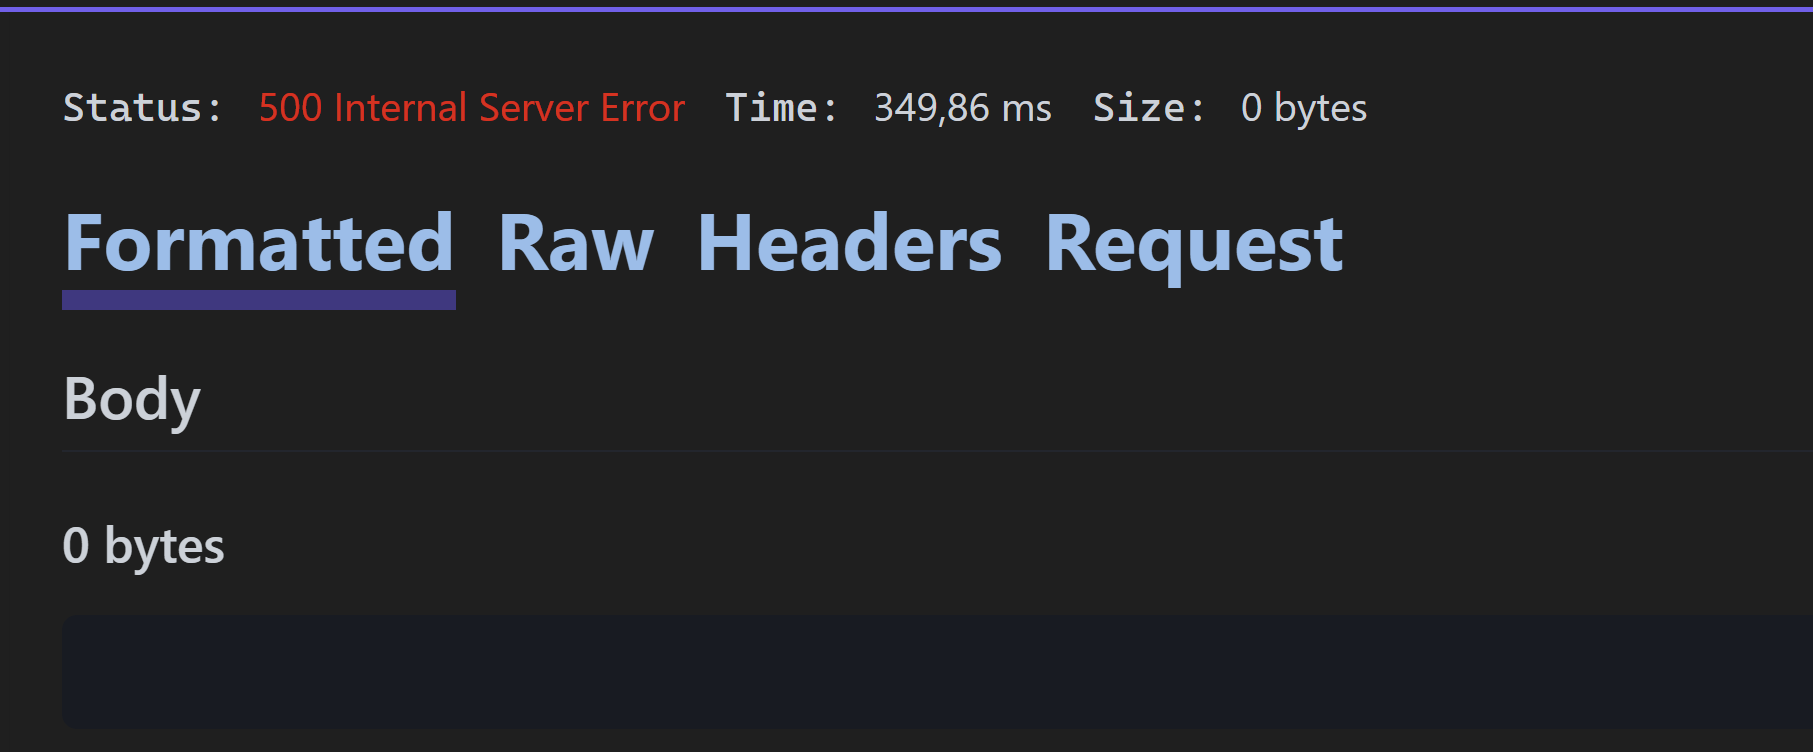 Status: 500 Internal Server Error Time: 349,86 ms Size: 0 bytes
Formatted Raw Headers Request
Body
0 bytes